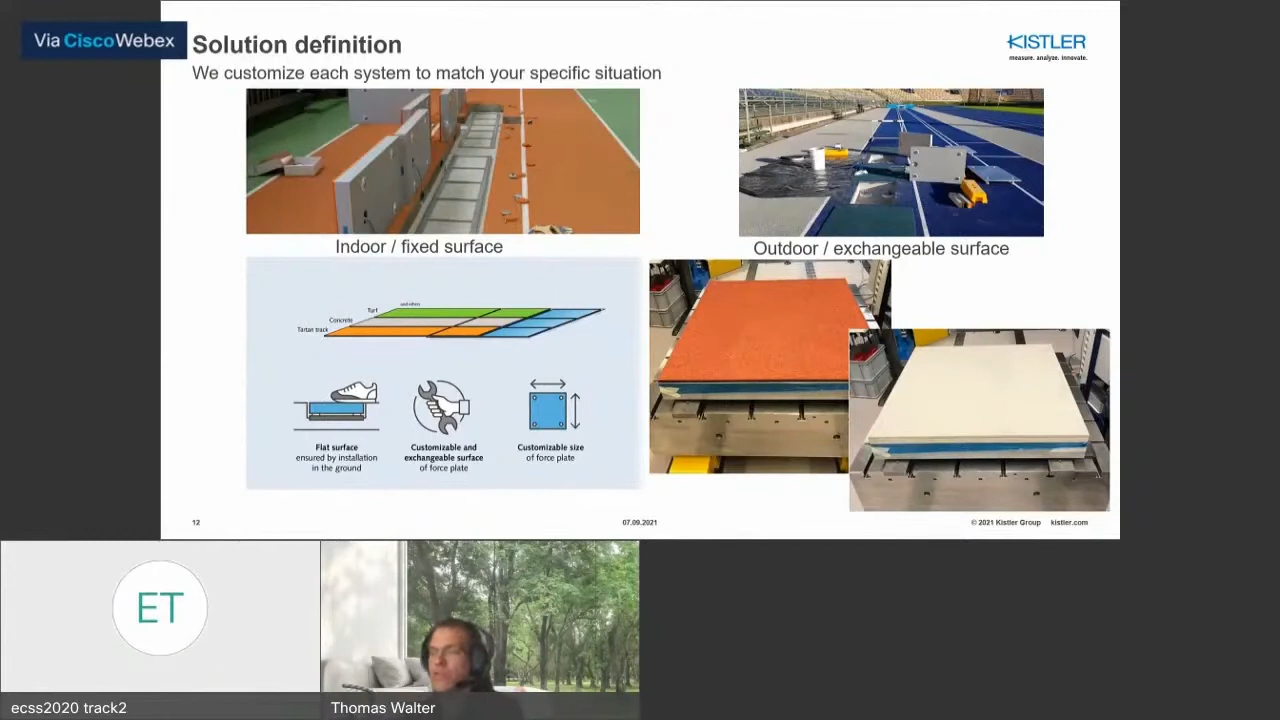 Via CiscoWebex
Solution definition
We customize each system to match your specific situation
KISTLER
measure. analyze. innovate.
Indoor / fixed surface
Outdoor / exchangeable surface
and others
Turf
Concrete
Tartan track
Flat surface
ensured by installation
in the ground
Customizable and
exchangeable surface
of force plate
Customizable size
of force plate
12
07.09.2021
© 2021 Kistler Group kistler.com
ET
ecss2020 track2
Thomas Walter